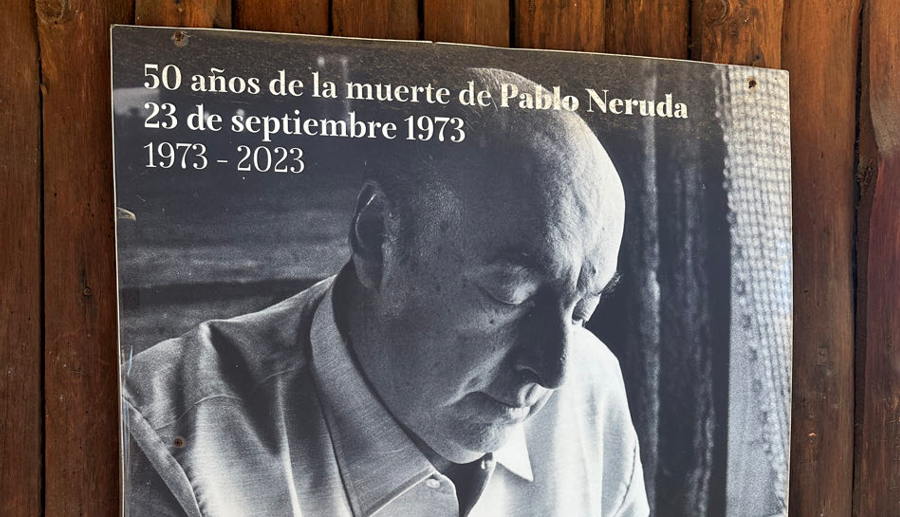 50 años de la muerte de Pablo Neruda
23 de septiembre 1973
1973 - 2023